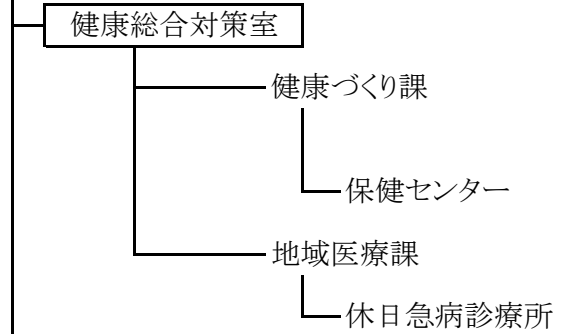 健康総合対策室
健康づくり課
保健センター
地域医療課
休日急病診療所